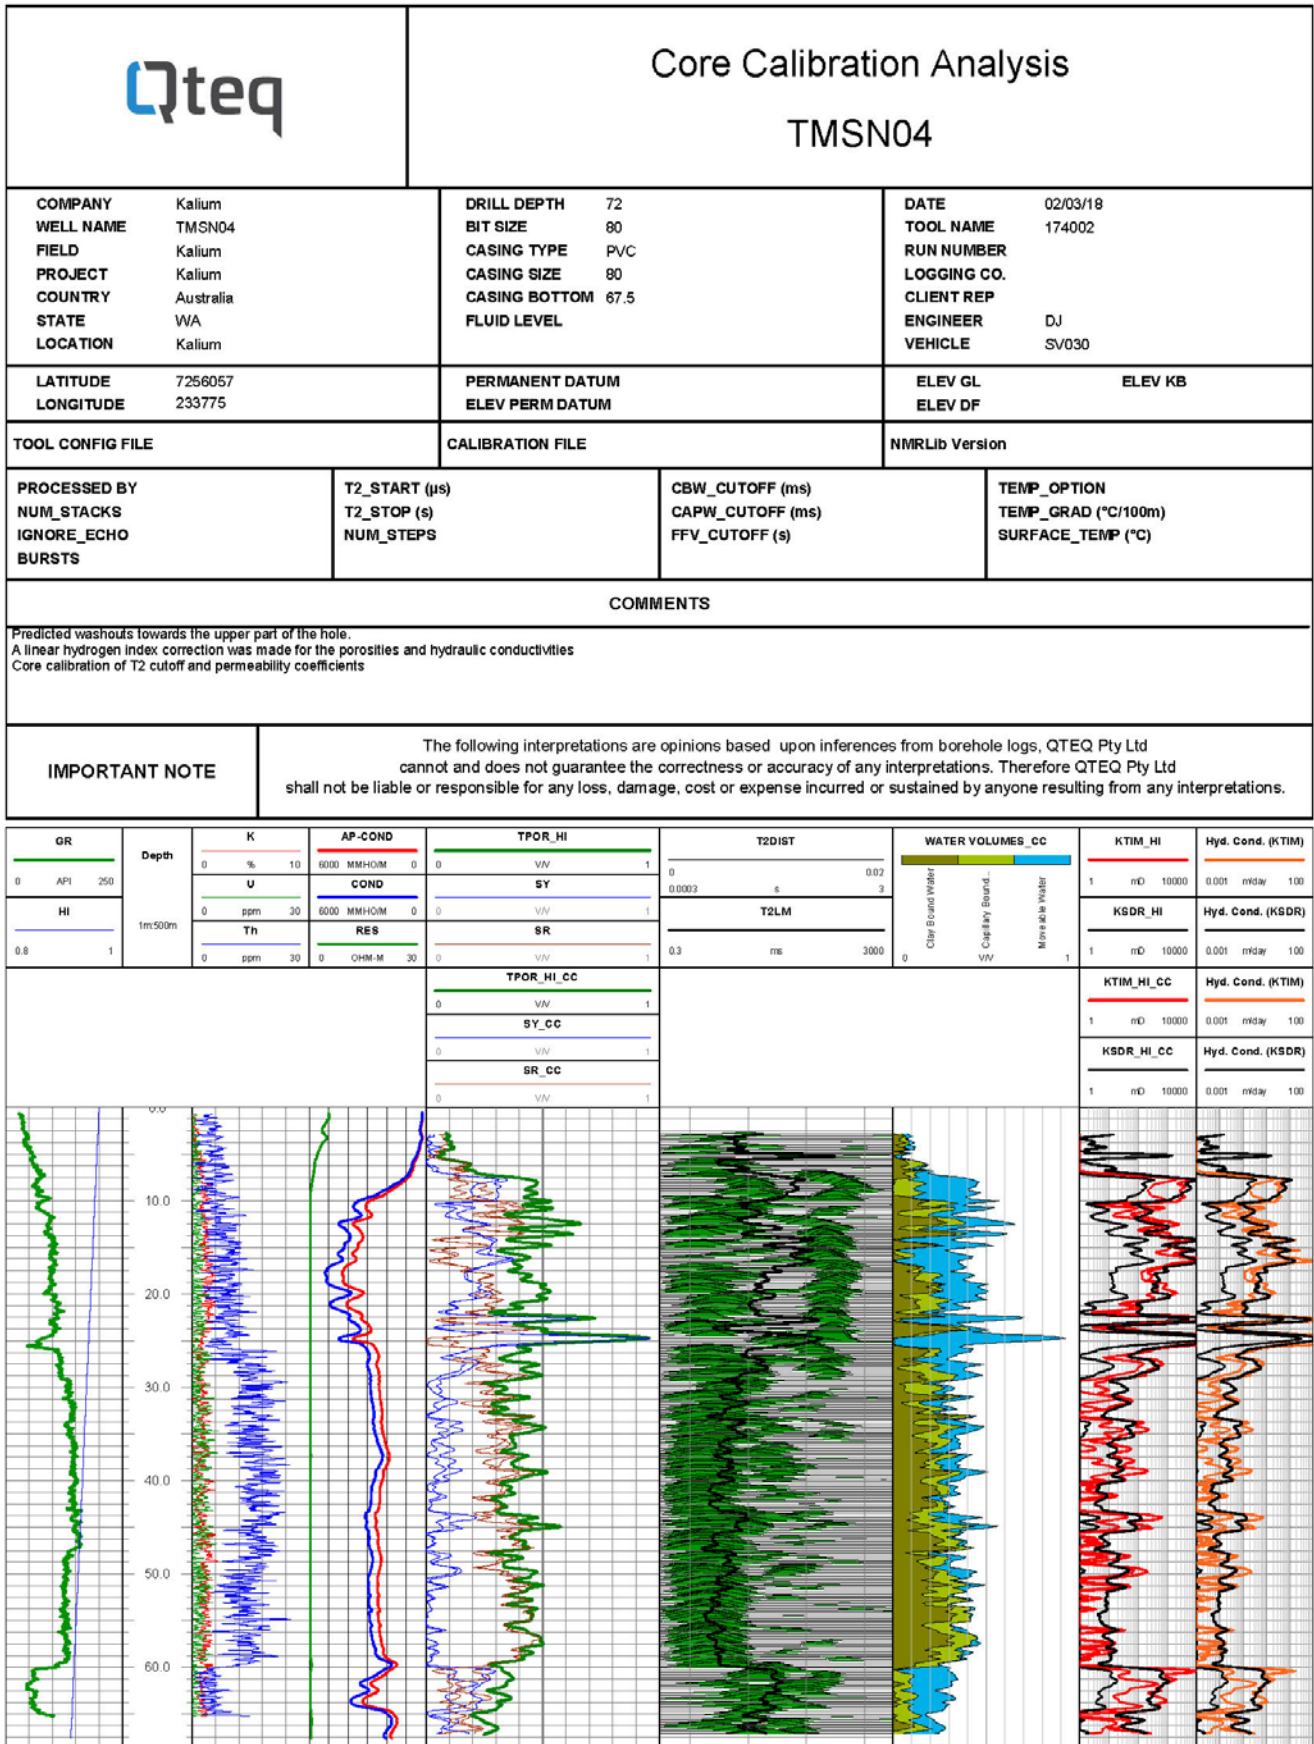 Qteq
Core Calibration Analysis
TMSN04
COMPANY Kalium
WELL NAME TMSN04
FIELD Kalium
PROJECT Kalium
COUNTRY Australia
STATE WA
LOCATION Kalium
DRILL DEPTH 72
BIT SIZE 80
CASING TYPE PVC
CASING SIZE 80
CASING BOTTOM 67.5
FLUID LEVEL
DATE 02/03/18
TOOL NAME 174002
RUN NUMBER
LOGGING CO.
CLIENT REP
ENGINEER DJ
VEHICLE SV030
LATITUDE 7256057
LONGITUDE 233775
PERMANENT DATUM
ELEV PERM DATUM
ELEV GL ELEV KB
ELEV DF
TOOL CONFIG FILE
CALIBRATION FILE
NMRLib Version
PROCESSED BY
NUM_STACKS
IGNORE_ECHO
BURSTS
T2_START (µs)
T2_STOP (s)
NUM_STEPS
CBW_CUTOFF (ms)
CAPW_CUTOFF (ms)
FFV_CUTOFF (s)
TEMP_OPTION
TEMP_GRAD (°C/100m)
SURFACE_TEMP (°C)
COMMENTS
Predicted washouts towards the upper part of the hole.
A linear hydrogen index correction was made for the porosities and hydraulic conductivities
Core calibration of T2 cutoff and permeability coefficients
IMPORTANT NOTE
The following interpretations are opinions based upon inferences from borehole logs, QTEQ Pty Ltd
cannot and does not guarantee the correctness or accuracy of any interpretations. Therefore QTEQ Pty Ltd
shall not be liable or responsible for any loss, damage, cost or expense incurred or sustained by anyone resulting from any interpretations.
GR
0 API 250
HI
0.8 1
Depth
1m:500m
K
0 % 10
U
0 ppm 30
Th
0 ppm 30
AP-COND
6000 MMHO/M 0
COND
6000 MMHO/M 0
RES
0 OHM-M 30
TPOR_HI
0 V/V 1
SY
0 V/V 1
SR
0 V/V 1
TPOR_HI_CC
0 V/V 1
SY_CC
0 V/V 1
SR_CC
0 V/V 1
T2DIST
0 0.02
0.0003 s 3
T2LM
0.3 ms 3000
WATER VOLUMES_CC
Clay Bound Water
Capillary Bound...
Moveable Water
0 V/V 1
KTIM_HI
1 mD 10000
KSDR_HI
1 mD 10000
KTIM_HI_CC
1 mD 10000
KSDR_HI_CC
1 mD 10000
Hyd. Cond. (KTIM)
0.001 m/day 100
Hyd. Cond. (KSDR)
0.001 m/day 100
Hyd. Cond. (KTIM)
0.001 m/day 100
Hyd. Cond. (KSDR)
0.001 m/day 100
0.0
10.0
20.0
30.0
40.0
50.0
60.0